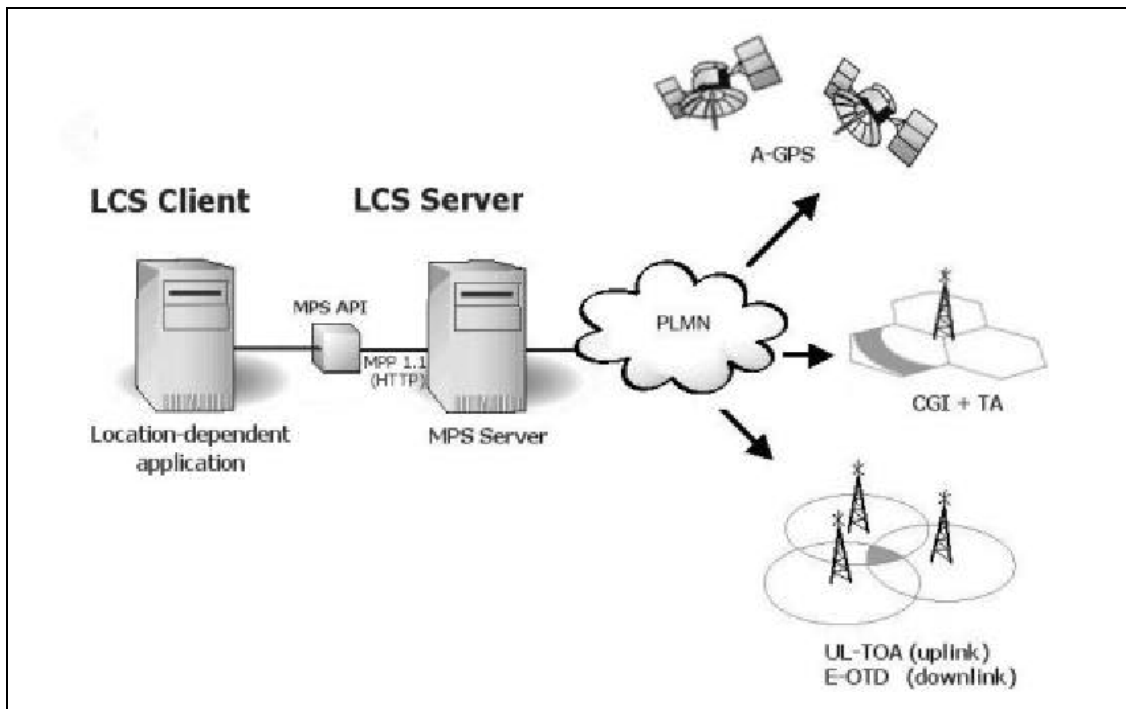 A-GPS
LCS Client
LCS Server
MPS API
PLMN
MPP 1.1
(HTTP)
CGI + TA
Location-dependent
application
MPS Server
UL-TOA (uplink)
E-OTD (downlink)